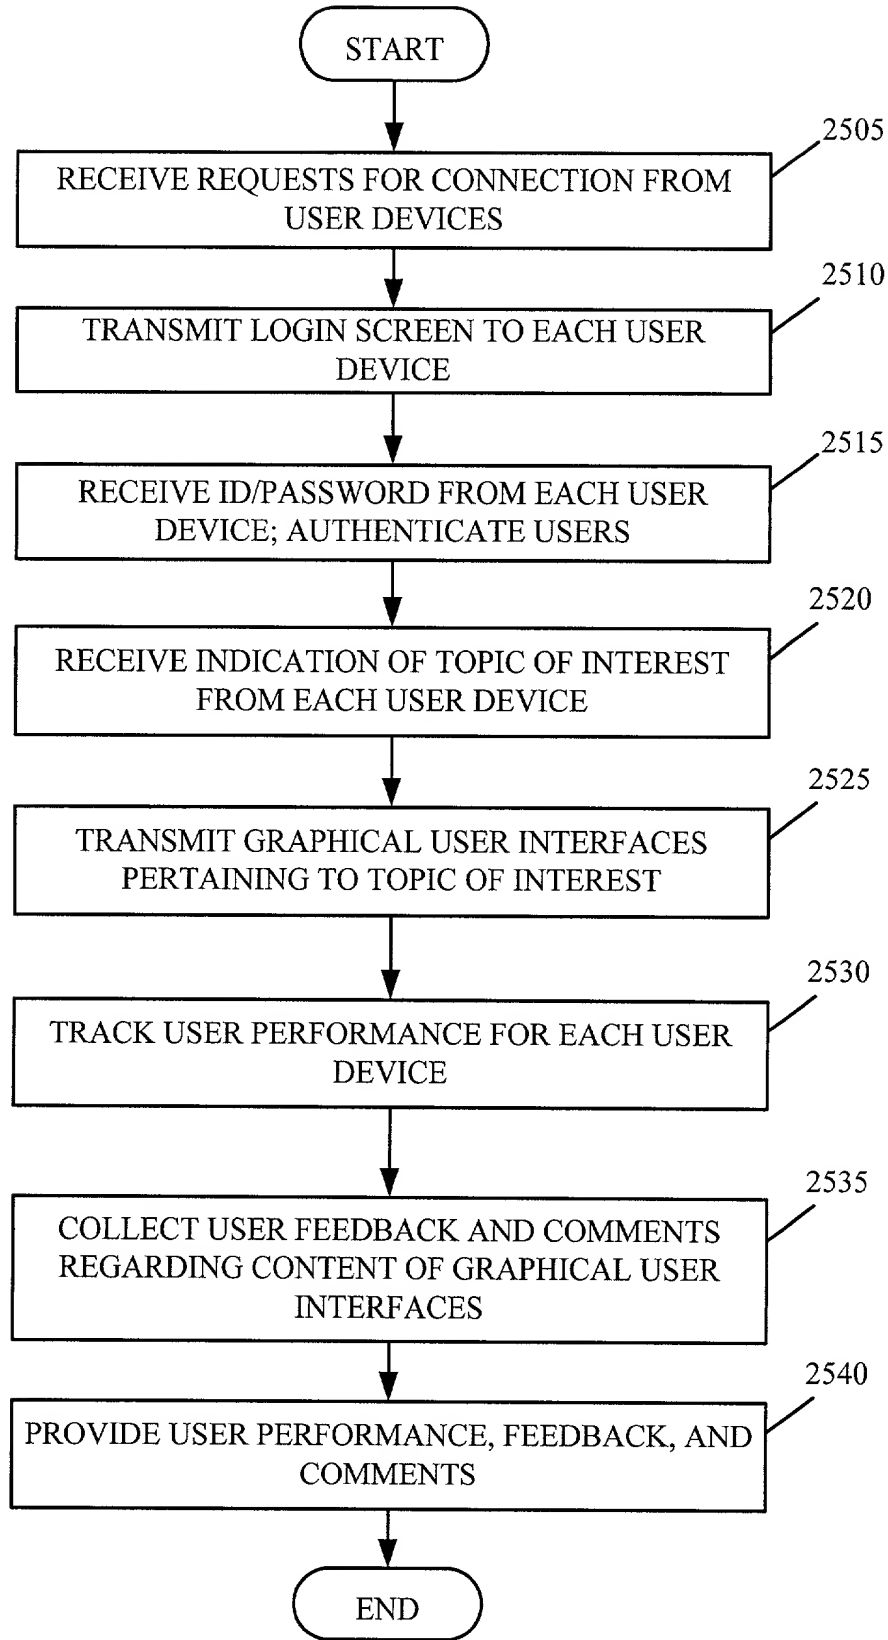 START
2505
RECEIVE REQUESTS FOR CONNECTION FROM
USER DEVICES
2510
TRANSMIT LOGIN SCREEN TO EACH USER
DEVICE
2515
RECEIVE ID/PASSWORD FROM EACH USER
DEVICE; AUTHENTICATE USERS
2520
RECEIVE INDICATION OF TOPIC OF INTEREST
FROM EACH USER DEVICE
2525
TRANSMIT GRAPHICAL USER INTERFACES
PERTAINING TO TOPIC OF INTEREST
2530
TRACK USER PERFORMANCE FOR EACH USER
DEVICE
2535
COLLECT USER FEEDBACK AND COMMENTS
REGARDING CONTENT OF GRAPHICAL USER
INTERFACES
2540
PROVIDE USER PERFORMANCE, FEEDBACK, AND
COMMENTS
END